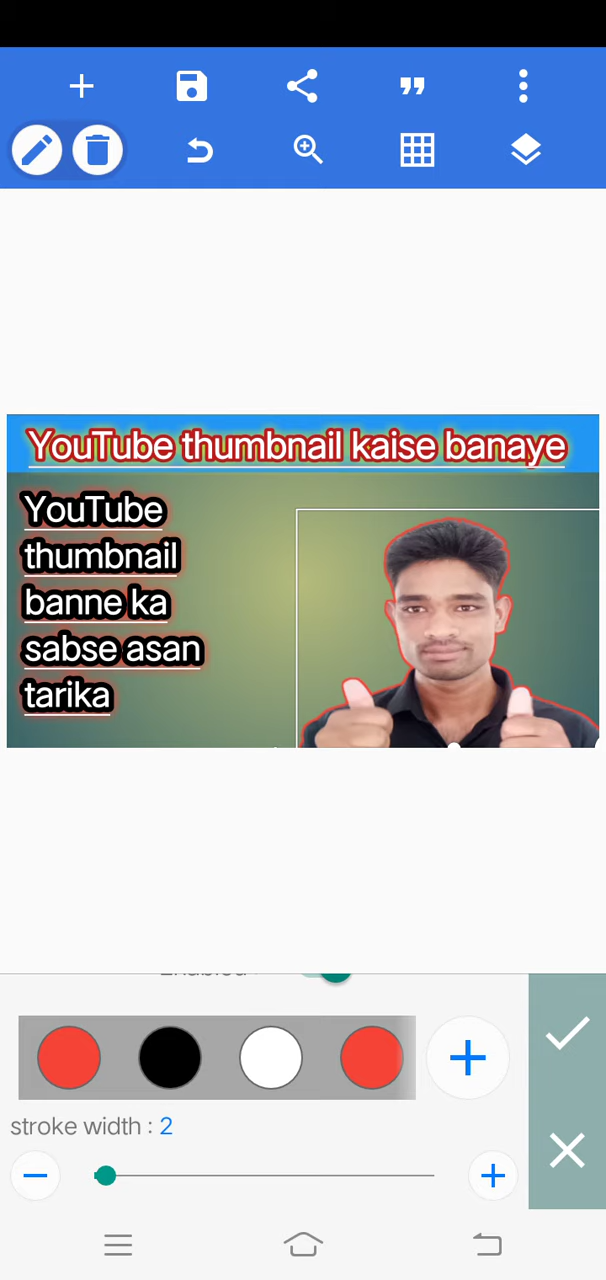 YouTube thumbnail kaise banaye
YouTube
thumbnail
banne ka
sabse asan
tarika
stroke width : 2